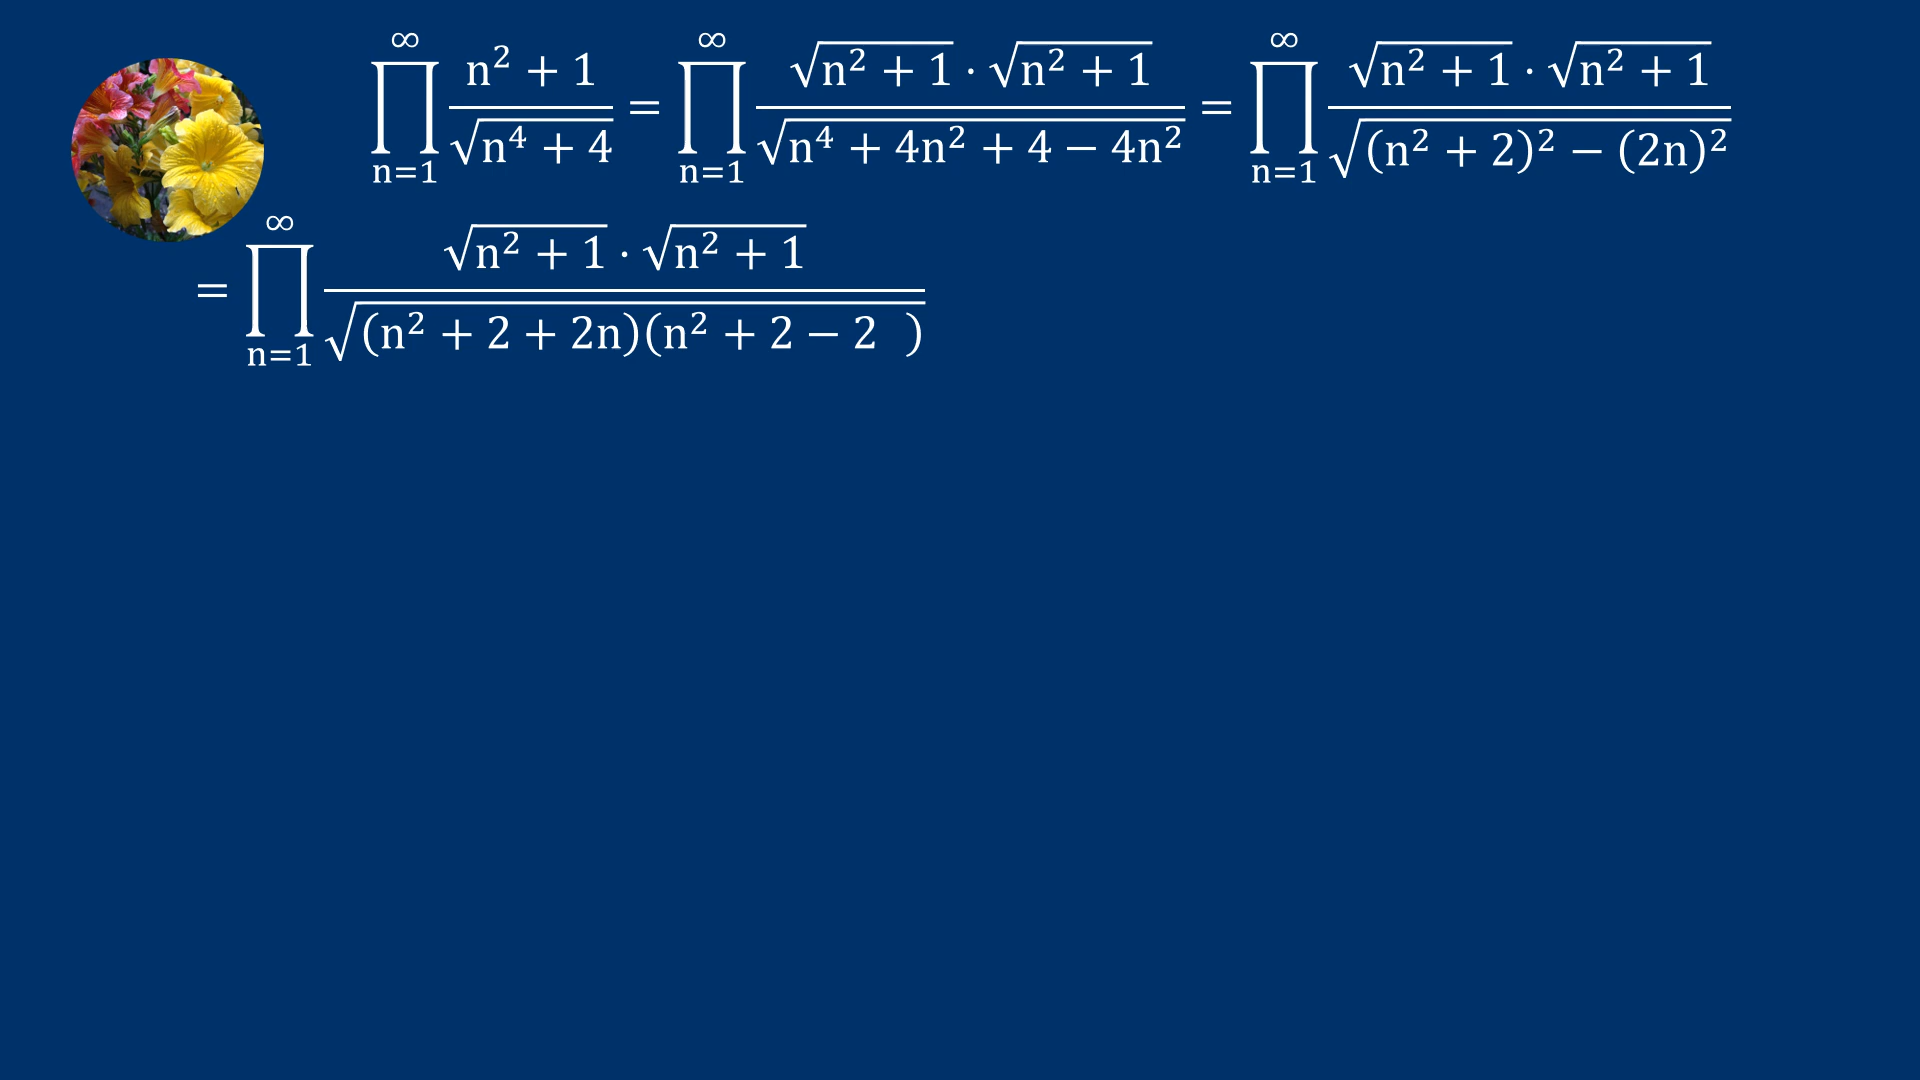 ∏_{n=1}^{∞} (n² + 1)/(√(n⁴ + 4)) = ∏_{n=1}^{∞} (√(n² + 1) · √(n² + 1))/(√(n⁴ + 4n² + 4 − 4n²)) = ∏_{n=1}^{∞} (√(n² + 1) · √(n² + 1))/(√((n² + 2)² − (2n)²))
= ∏_{n=1}^{∞} (√(n² + 1) · √(n² + 1))/(√((n² + 2 + 2n)(n² + 2 − 2 )))